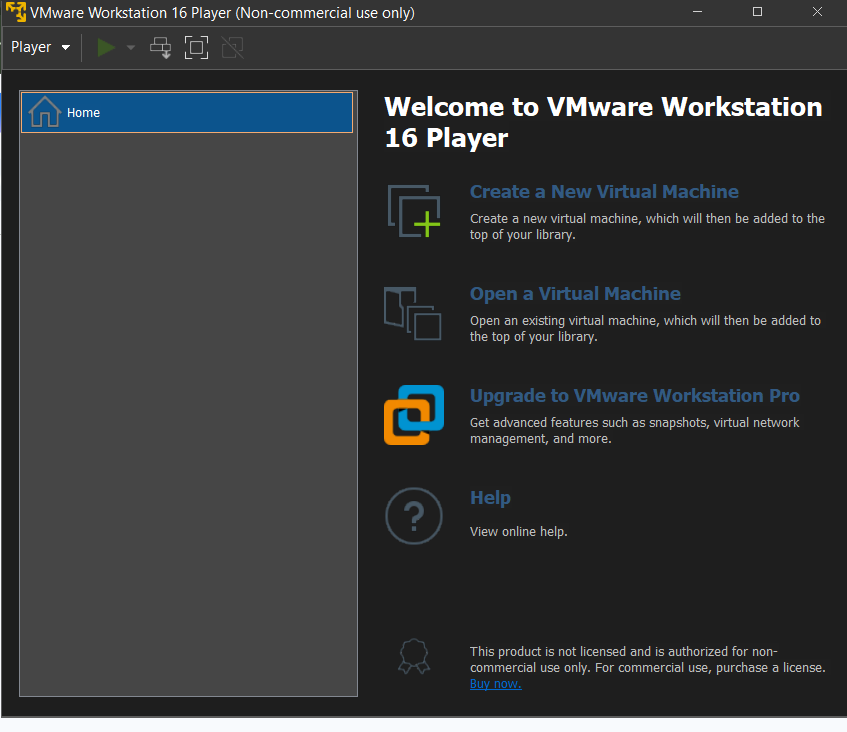 VMware Workstation 16 Player (Non-commercial use only)
Player
Home
Welcome to VMware Workstation
16 Player
Create a New Virtual Machine
Create a new virtual machine, which will then be added to the
top of your library.
Open a Virtual Machine
Open an existing virtual machine, which will then be added to
the top of your library.
Upgrade to VMware Workstation Pro
Get advanced features such as snapshots, virtual network
management, and more.
Help
View online help.
This product is not licensed and is authorized for non-
commercial use only. For commercial use, purchase a license.
Buy now.